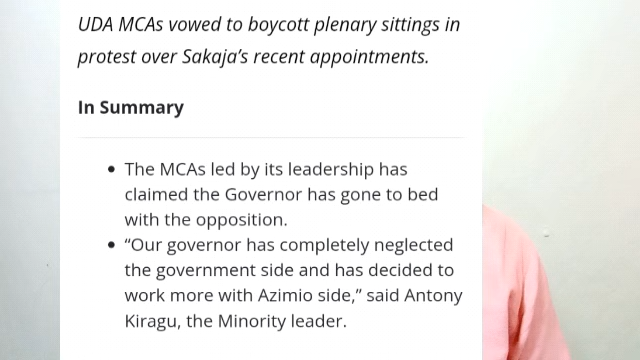 UDA MCAs vowed to boycott plenary sittings in
protest over Sakaja’s recent appointments.
In Summary
• The MCAs led by its leadership has
claimed the Governor has gone to bed
with the opposition.
• “Our governor has completely neglected
the government side and has decided to
work more with Azimio side,” said Antony
Kiragu, the Minority leader.